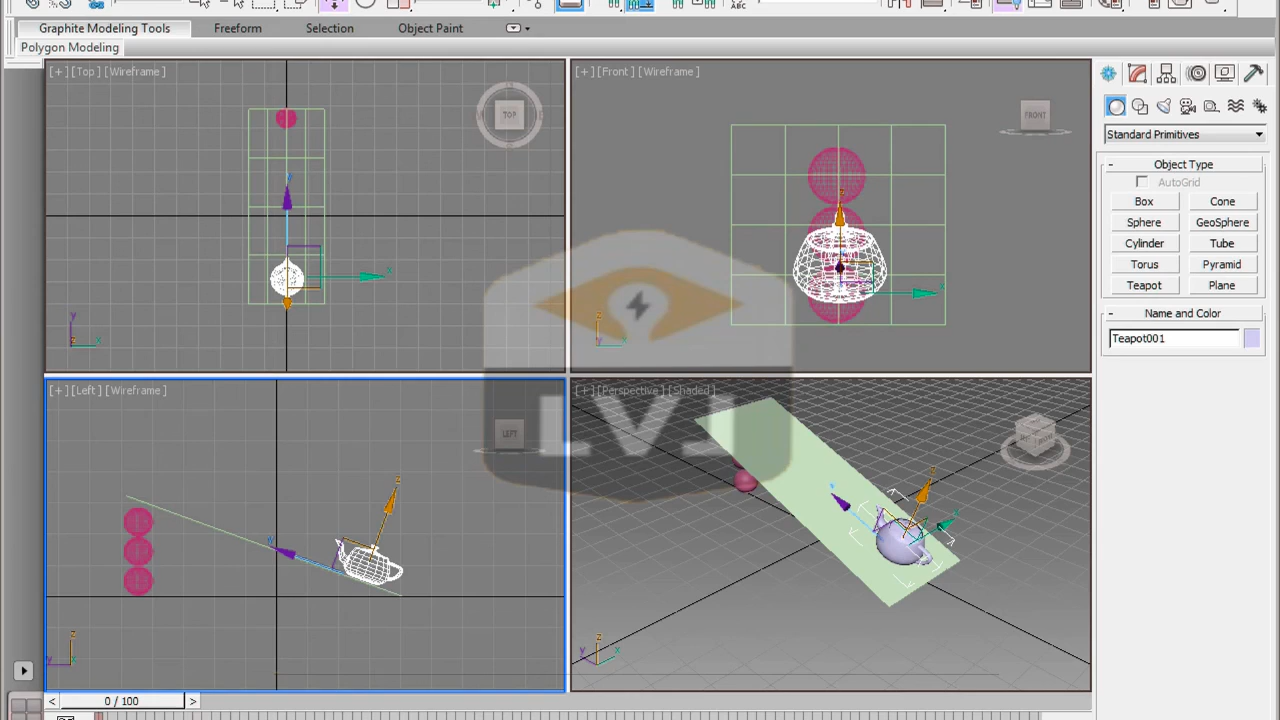 Graphite Modeling Tools Freeform Selection Object Paint
Polygon Modeling
[+] [Top] [Wireframe]
TOP
[+] [Front] [Wireframe]
FRONT
Standard Primitives
Object Type
AutoGrid
Box Cone
Sphere GeoSphere
Cylinder Tube
Torus Pyramid
Teapot Plane
Name and Color
Teapot001
[+] [Left] [Wireframe]
LEFT
[+] [Perspective] [Shaded]
FRONT
LV1
< 0 / 100 >